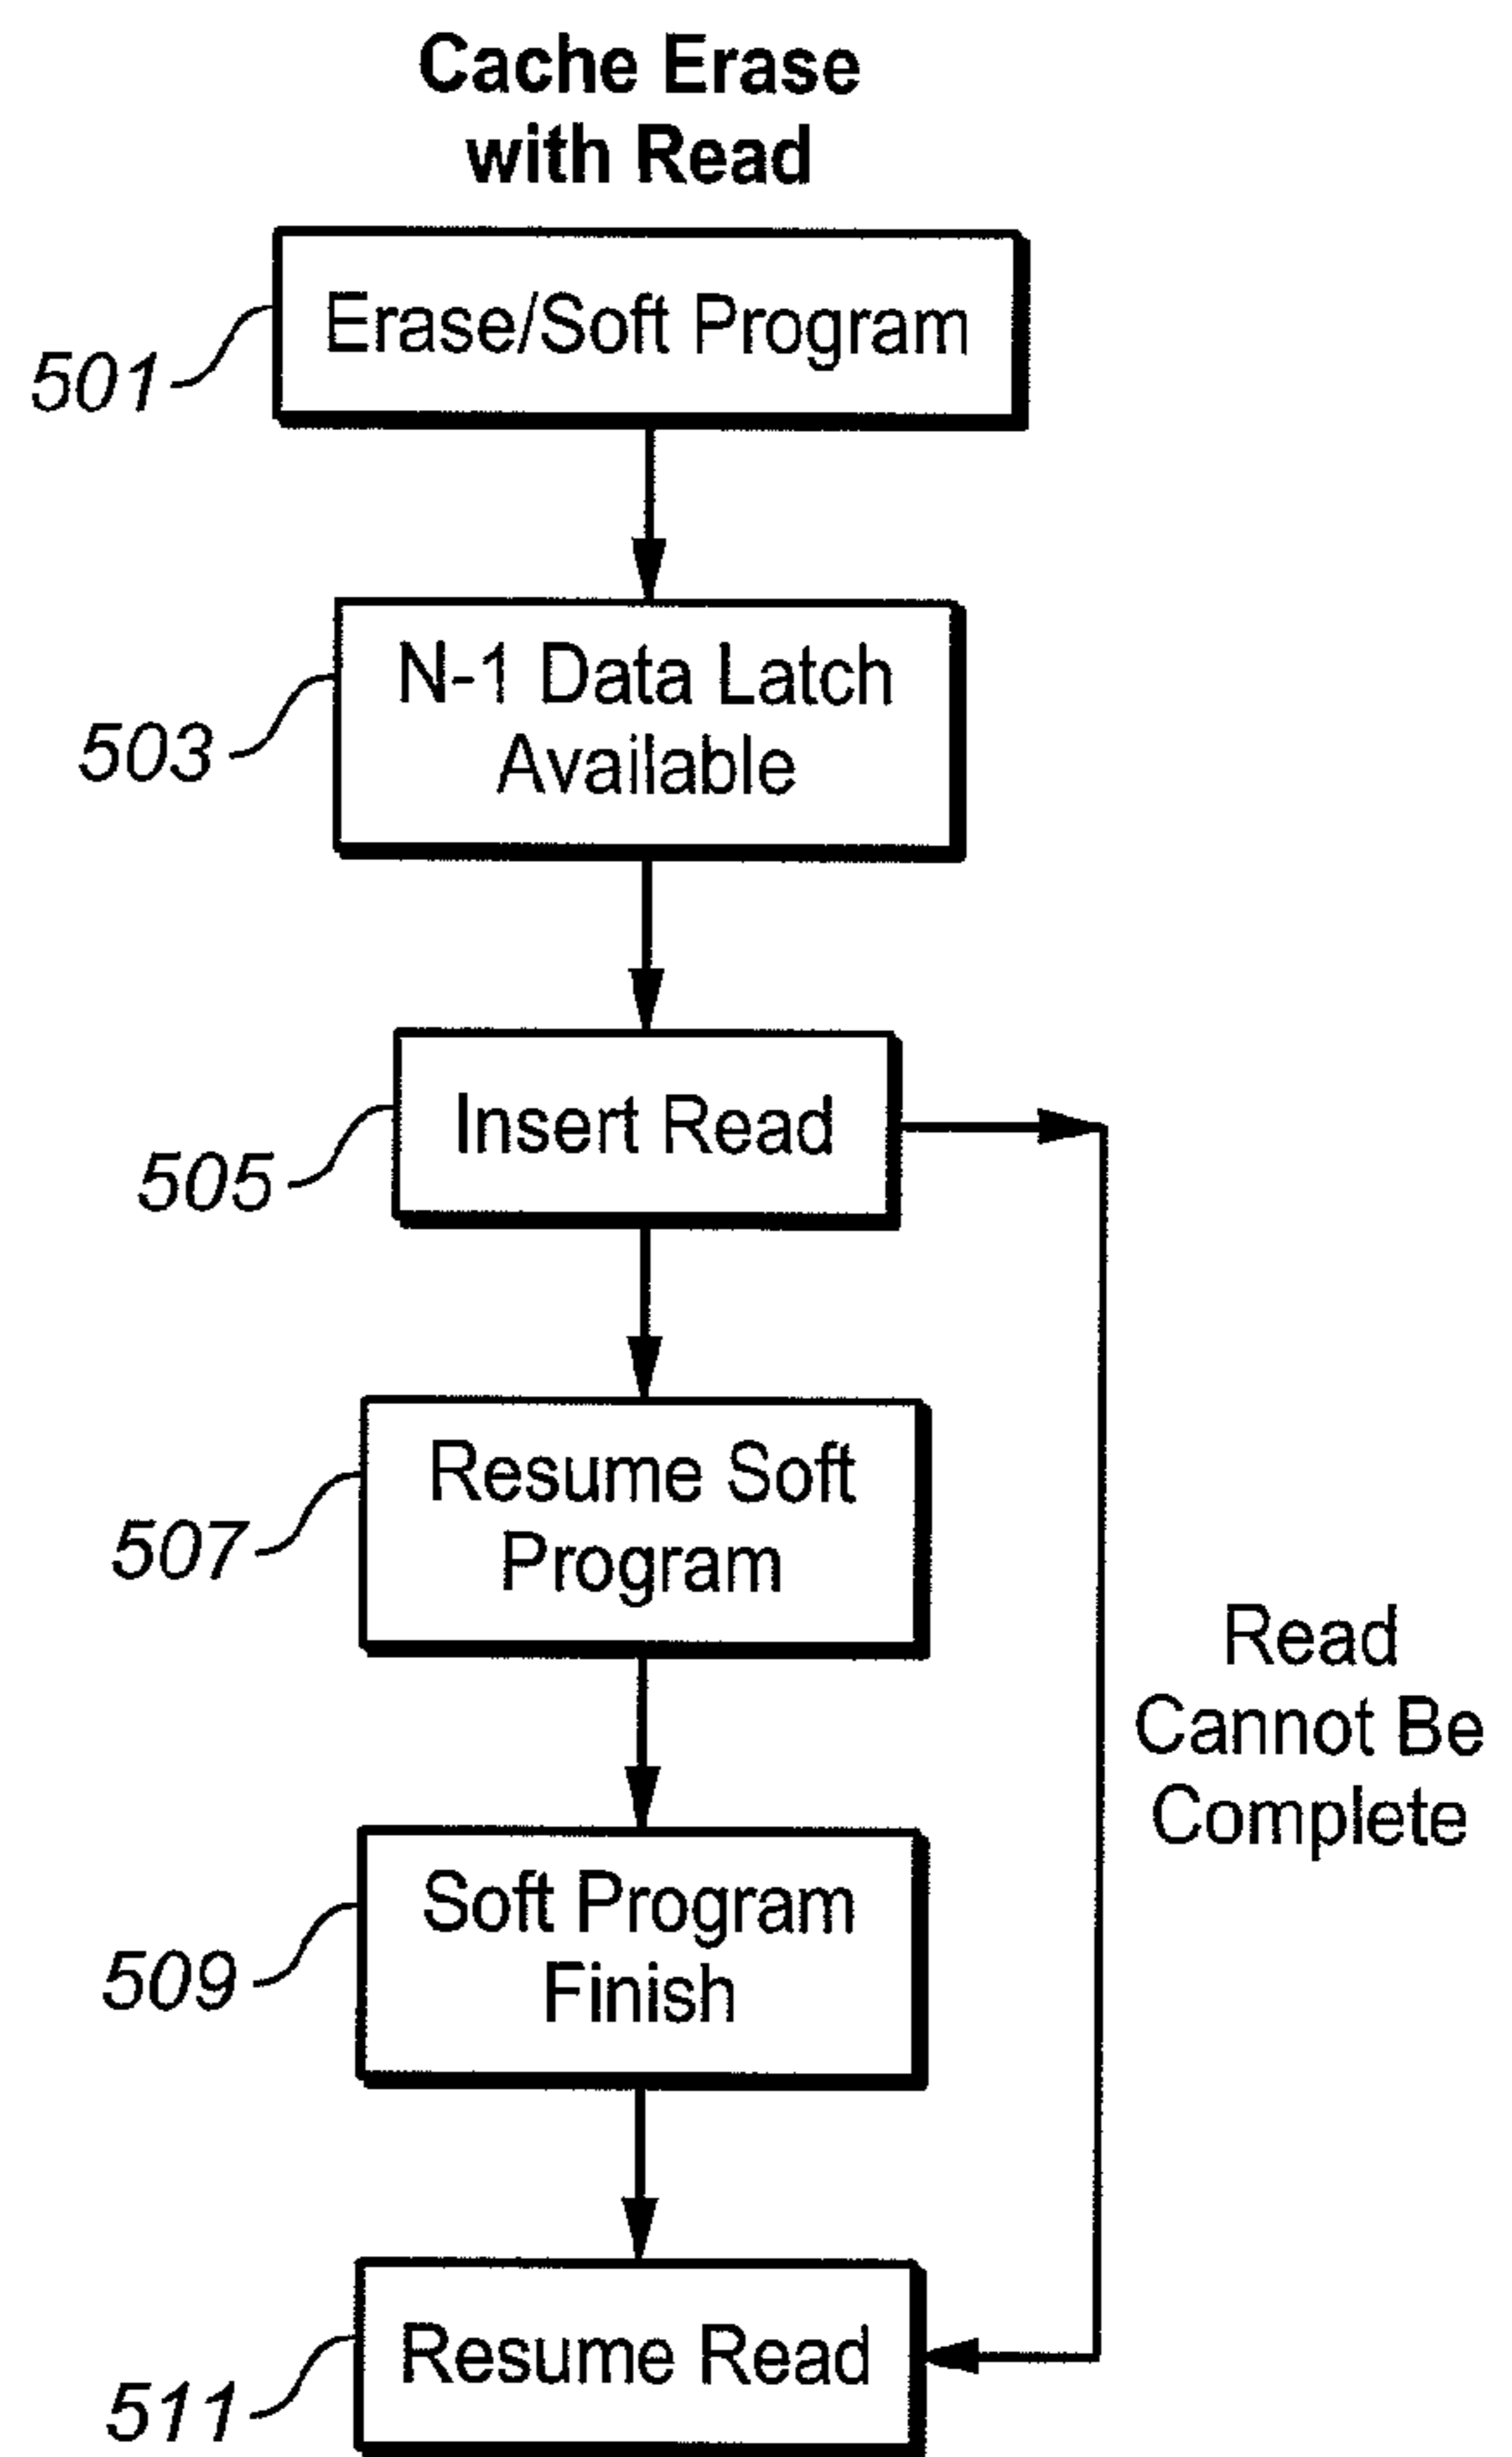 Cache Erase
with Read
Erase/Soft Program
501
N-1 Data Latch
Available
503
Insert Read
505
Resume Soft
Program
507
Read
Cannot Be
Complete
Soft Program
Finish
509
Resume Read
511